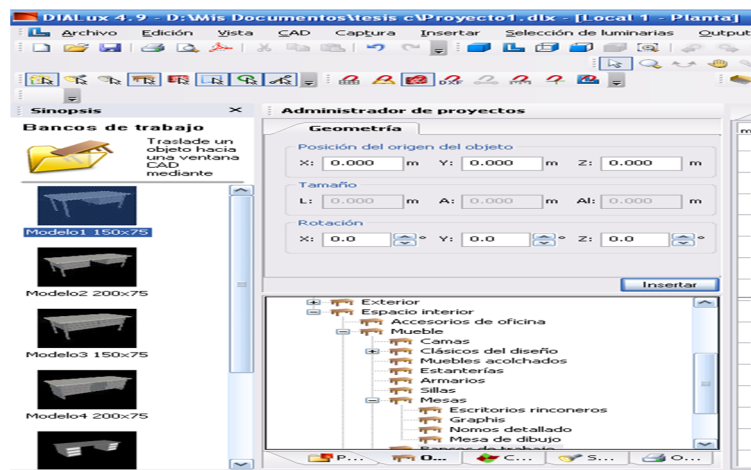 DIALux 4.9 - D:\Mis Documentos\tesis c\Proyecto1.dlx - [Local 1 - Planta]
Archivo Edición Vista CAD Captura Insertar Selección de luminarias Output
DXF
Sinopsis
Bancos de trabajo
Traslade un
objeto hacia
una ventana
CAD
mediante
Modelo1 150x75
Modelo2 200x75
Modelo3 150x75
Modelo4 200x75
Administrador de proyectos
Geometría
Posición del origen del objeto
X: 0.000 m Y: 0.000 m Z: 0.000 m
Tamaño
L: 0.000 m A: 0.000 m Al: 0.000 m
Rotación
X: 0.0 ° Y: 0.0 ° Z: 0.0 °
Insertar
Exterior
Espacio interior
Accesorios de oficina
Mueble
Camas
Clásicos del diseño
Muebles acolchados
Estanterías
Armarios
Sillas
Mesas
Escritorios rinconeros
Graphis
Nomos detallado
Mesa de dibujo
Bancos de trabajo
P... O... C... S... O...
m